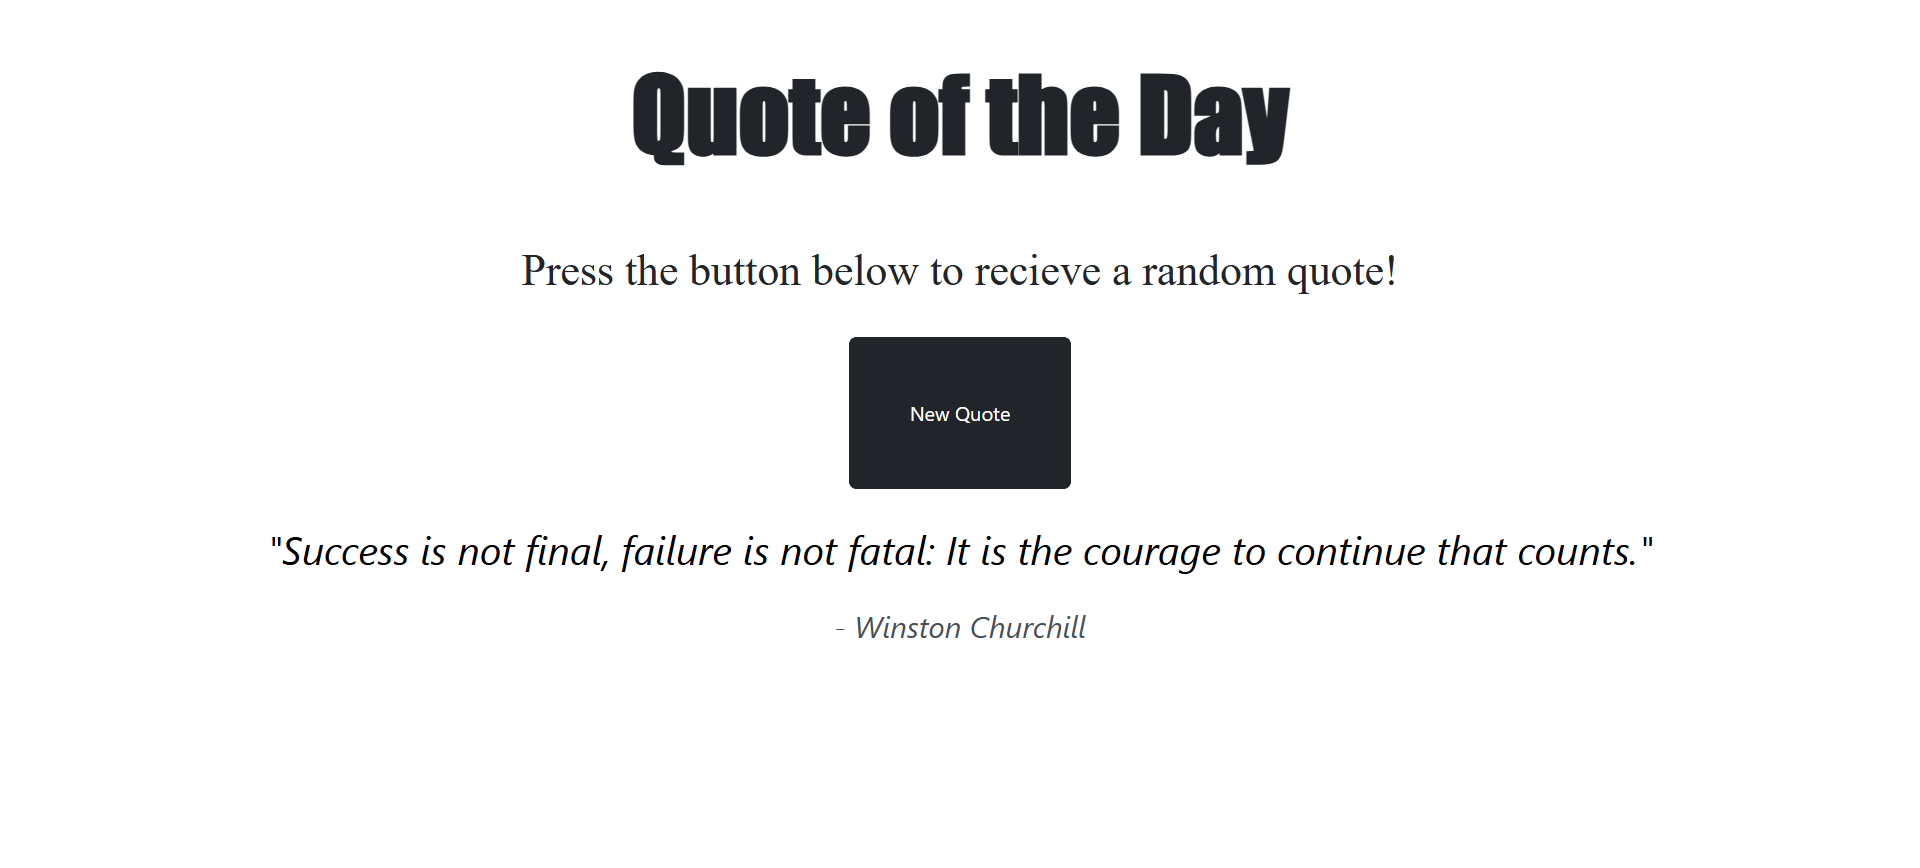 Quote of the Day
Press the button below to recieve a random quote!
New Quote
"Success is not final, failure is not fatal: It is the courage to continue that counts."
- Winston Churchill